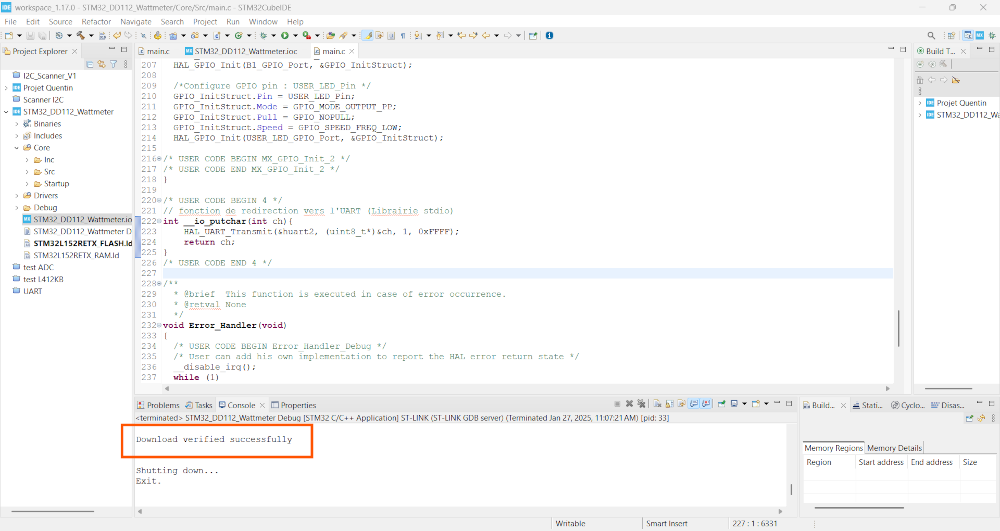 workspace_1.17.0 - STM32_DD112_Wattmeter/Core/Src/main.c - STM32CubeIDE
File Edit Source Refactor Navigate Search Project Run Window Help
Project Explorer
main.c STM32_DD112_Wattmeter.ioc main.c
Build T...
I2C_Scanner_V1
Projet Quentin
Scanner I2C
STM32_DD112_Wattmeter
Binaries
Includes
Core
Inc
Src
Startup
Drivers
Debug
STM32_DD112_Wattmeter.io
STM32_DD112_Wattmeter D
STM32L152RETX_FLASH.ld
STM32L152RETX_RAM.ld
test ADC
test L412KB
UART
207 HAL_GPIO_Init(B1_GPIO_Port, &GPIO_InitStruct);
208
209 /*Configure GPIO pin : USER_LED_Pin */
210 GPIO_InitStruct.Pin = USER_LED_Pin;
211 GPIO_InitStruct.Mode = GPIO_MODE_OUTPUT_PP;
212 GPIO_InitStruct.Pull = GPIO_NOPULL;
213 GPIO_InitStruct.Speed = GPIO_SPEED_FREQ_LOW;
214 HAL_GPIO_Init(USER_LED_GPIO_Port, &GPIO_InitStruct);
215
216 /* USER CODE BEGIN MX_GPIO_Init_2 */
217 /* USER CODE END MX_GPIO_Init_2 */
218 }
219
220 /* USER CODE BEGIN 4 */
221 // fonction de redirection vers l'UART (Librairie stdio)
222 int __io_putchar(int ch){
223 HAL_UART_Transmit(&huart2, (uint8_t*)&ch, 1, 0xFFFF);
224 return ch;
225 }
226 /* USER CODE END 4 */
227
228 /**
229 * @brief This function is executed in case of error occurrence.
230 * @retval None
231 */
232 void Error_Handler(void)
233 {
234 /* USER CODE BEGIN Error_Handler_Debug */
235 /* User can add his own implementation to report the HAL error return state */
236 __disable_irq();
237 while (1)
Projet Quentin
STM32_DD112_Wa
Problems Tasks Console Properties
<terminated> STM32_DD112_Wattmeter Debug [STM32 C/C++ Application] ST-LINK (ST-LINK GDB server) (Terminated Jan 27, 2025, 11:07:21 AM) [pid: 33]
Download verified successfully
Shutting down...
Exit.
Build... Stati... Cyclo... Disas...
Memory Regions Memory Details
Region Start address End address Size
Writable Smart Insert 227 : 1 : 6331